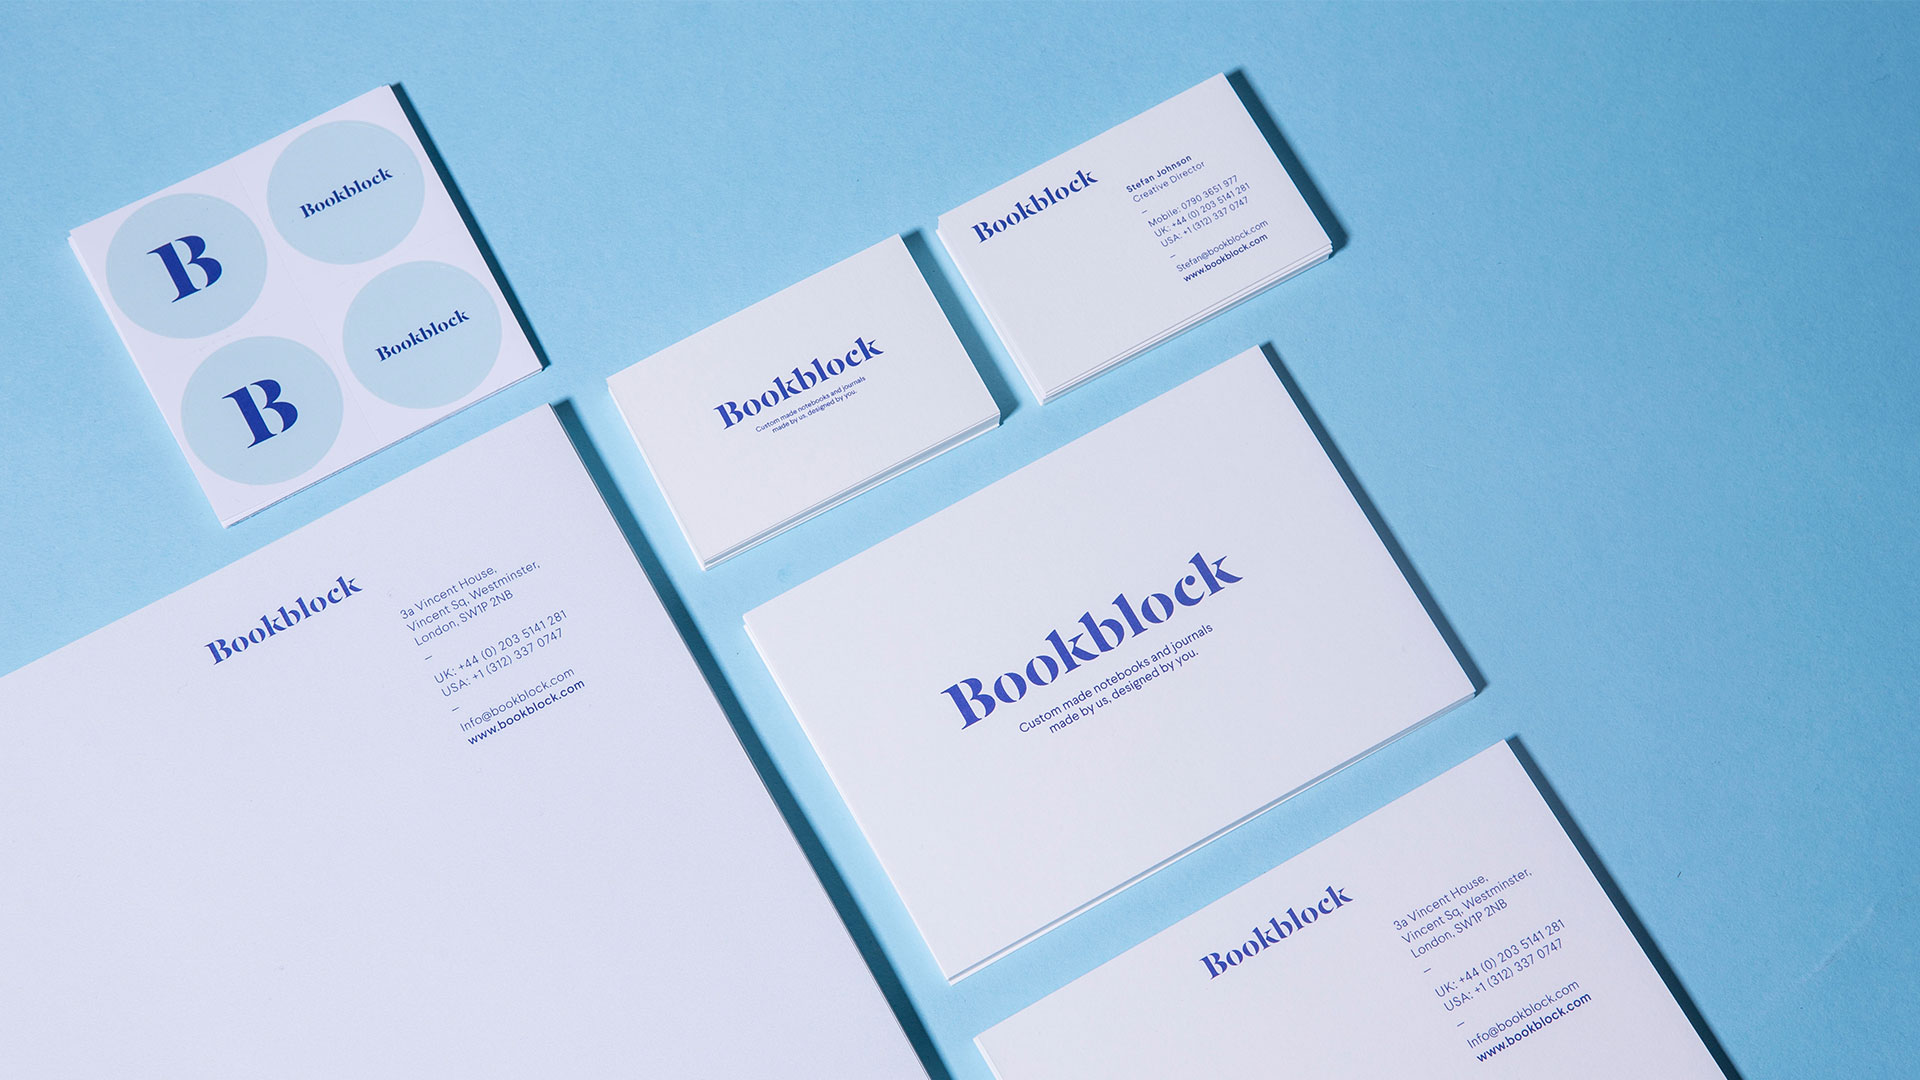 B
Bookblock
B
Bookblock
Bookblock
Stefan Johnson
Creative Director
–
Mobile: 0790 3651 977
UK: +44 (0) 203 5141 281
USA: +1 (312) 337 0747
–
Stefan@bookblock.com
www.bookblock.com
Bookblock
Custom made notebooks and journals
made by us, designed by you.
Bookblock
3a Vincent House,
Vincent Sq, Westminster,
London, SW1P 2NB
–
UK: +44 (0) 203 5141 281
USA: +1 (312) 337 0747
–
Info@bookblock.com
www.bookblock.com
Bookblock
Custom made notebooks and journals
made by us, designed by you.
Bookblock
3a Vincent House,
Vincent Sq, Westminster,
London, SW1P 2NB
–
UK: +44 (0) 203 5141 281
USA: +1 (312) 337 0747
–
Info@bookblock.com
www.bookblock.com